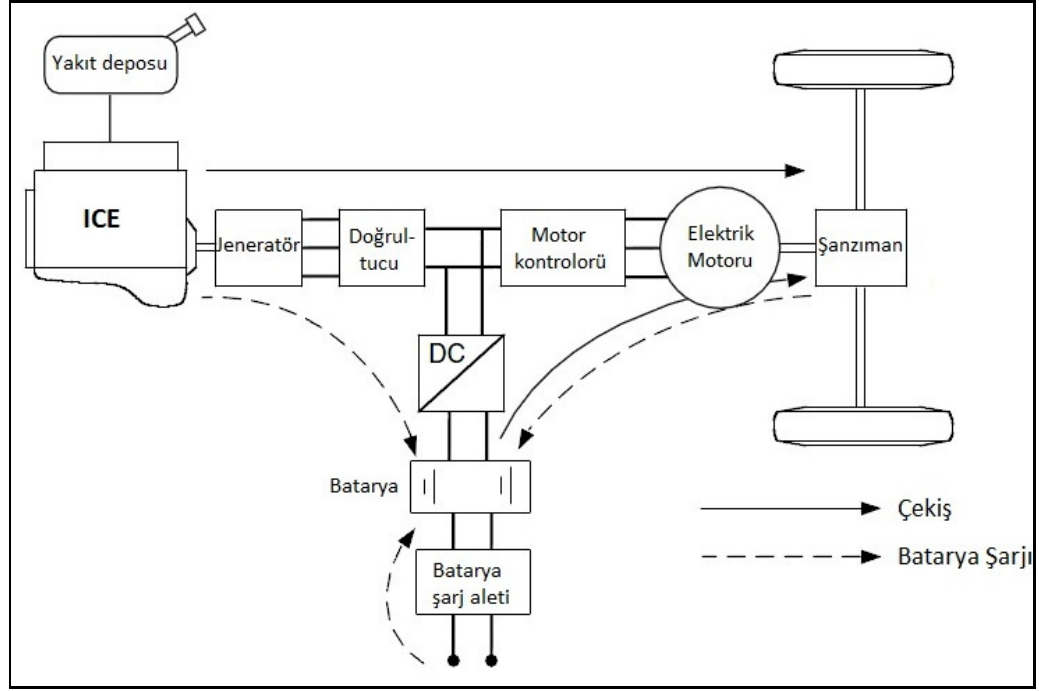 Yakıt deposu
ICE
Jeneratör
Doğrul-
tucu
Motor
kontrolorü
Elektrik
Motoru
Şanzıman
DC
Batarya
Batarya
şarj aleti
Çekiş
Batarya Şarjı